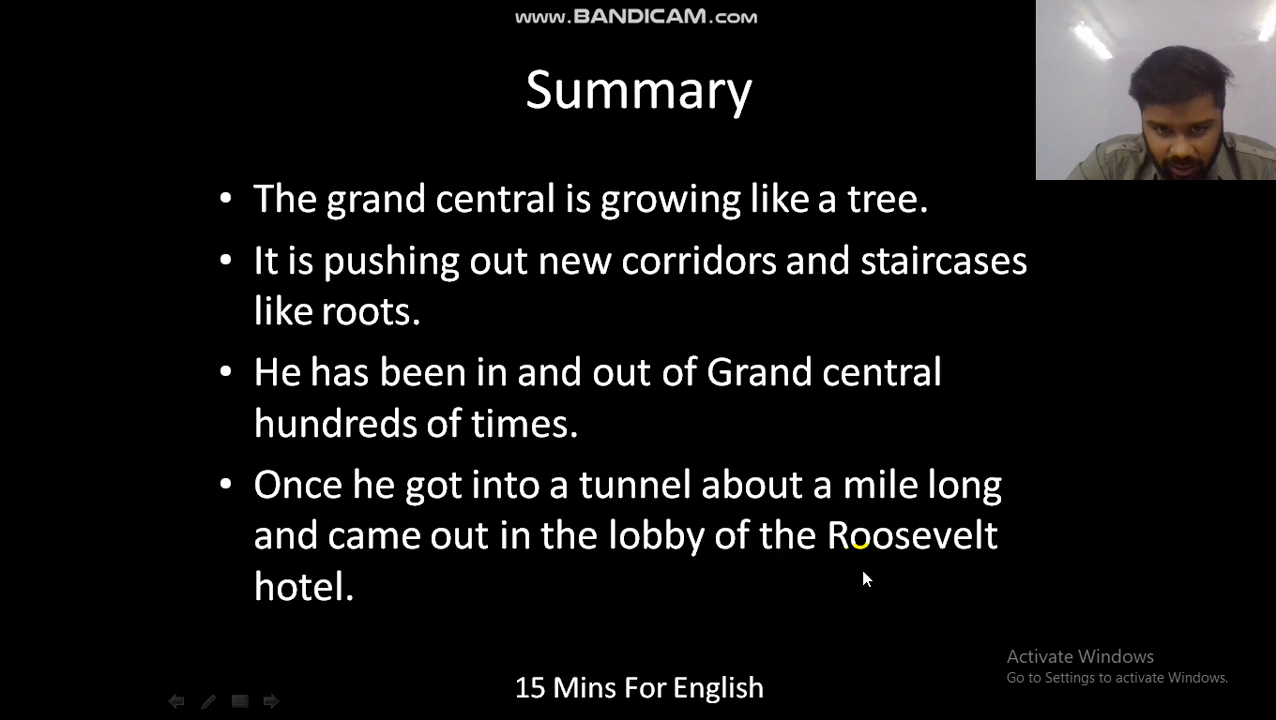 www.BANDICAM.com
Summary
• The grand central is growing like a tree.
• It is pushing out new corridors and staircases
like roots.
• He has been in and out of Grand central
hundreds of times.
• Once he got into a tunnel about a mile long
and came out in the lobby of the Roosevelt
hotel.
Activate Windows
Go to Settings to activate Windows.
15 Mins For English